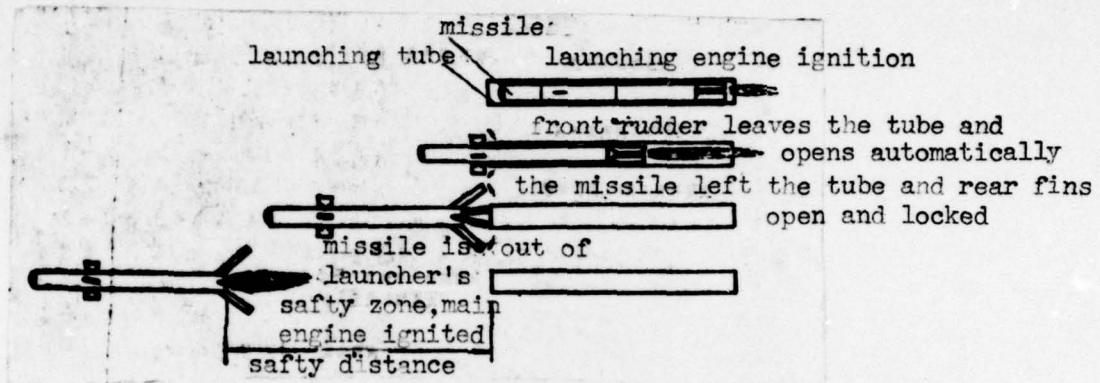 missile
launching tube
launching engine ignition
front rudder leaves the tube and
opens automatically
the missile left the tube and rear fins
open and locked
missile is out of
launcher's
safty zone,main
engine ignited
safty distance